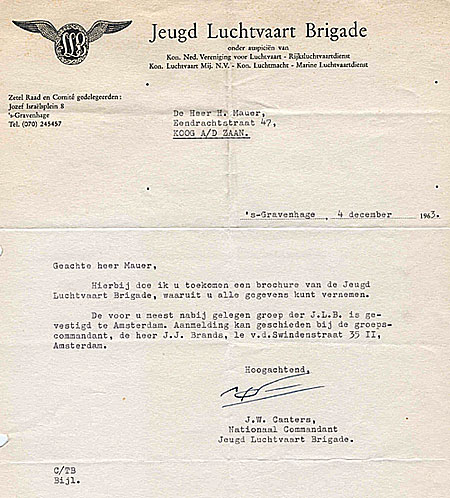 Jeugd Luchtvaart Brigade
onder auspiciën van
Kon. Ned. Vereniging voor Luchtvaart - Rijksluchtvaartdienst
Kon. Luchtvaart Mij. N.V. - Kon. Luchtmacht - Marine Luchtvaartdienst
Zetel Raad en Comité gedelegeerden:
Jozef Israëlsplein 8
's-Gravenhage
Tel. (070) 245457
De Heer H. Mauer,
Eendrachtstraat 47,
KOOG A/D ZAAN.
's-Gravenhage, 4 december 1963.
Geachte heer Mauer,
Hierbij doe ik u toekomen een brochure van de Jeugd
Luchtvaart Brigade, waaruit u alle gegevens kunt vernemen.
De voor u meest nabij gelegen groep der J.L.B. is ge-
vestigd te Amsterdam. Aanmelding kan geschieden bij de groeps-
commandant, de heer J.J. Brands, 1e v.d.Swindenstraat 35 II,
Amsterdam.
Hoogachtend,
J.W. Canters,
Nationaal Commandant
Jeugd Luchtvaart Brigade.
C/TB
Bijl.